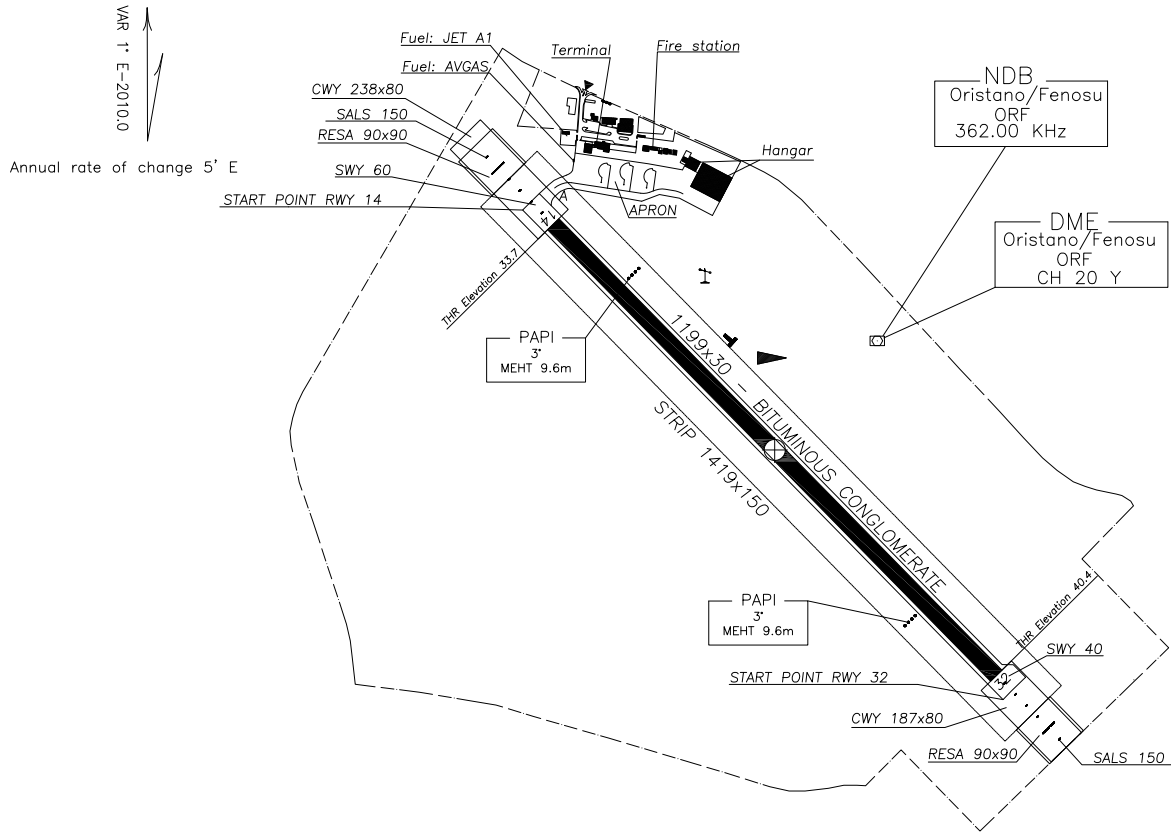 VAR 1° E-2010.0
Annual rate of change 5' E
Fuel: JET A1
Fuel: AVGAS
Terminal
Fire station
CWY 238x80
SALS 150
RESA 90x90
SWY 60
START POINT RWY 14
Hangar
APRON
A
14
THR Elevation 33.7
NDB
Oristano/Fenosu
ORF
362.00 KHz
DME
Oristano/Fenosu
ORF
CH 20 Y
PAPI
3°
MEHT 9.6m
1199x30 - BITUMINOUS CONGLOMERATE
STRIP 1419x150
PAPI
3°
MEHT 9.6m
THR Elevation 40.4
SWY 40
32
START POINT RWY 32
CWY 187x80
RESA 90x90
SALS 150